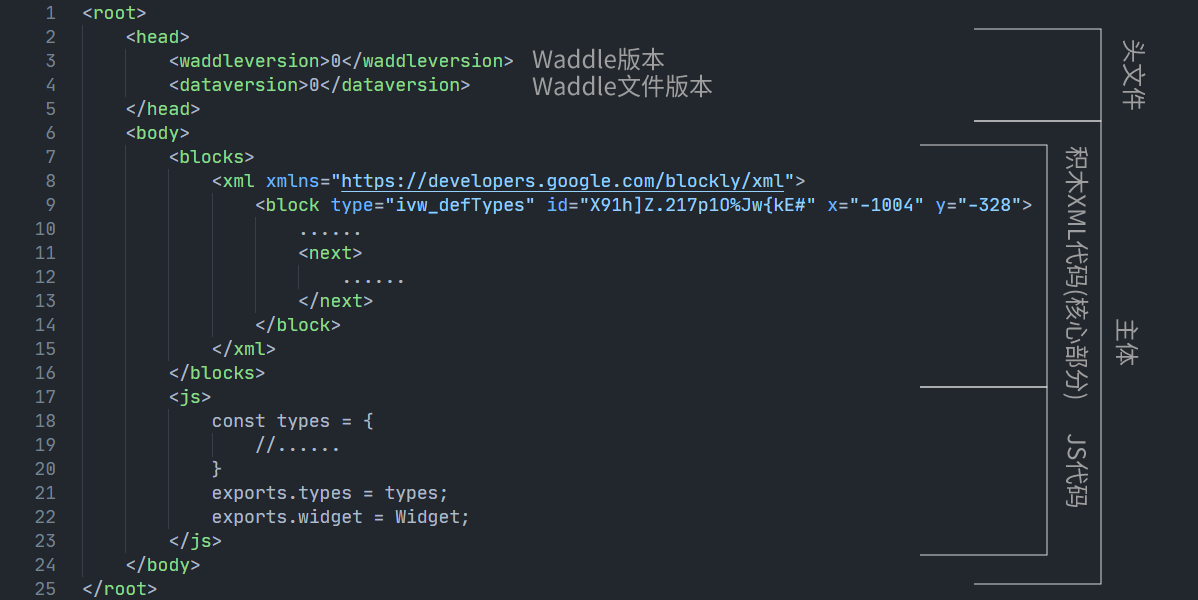 1 <root>
2 <head>
3 <waddleversion>0</waddleversion> Waddle版本
4 <dataversion>0</dataversion> Waddle文件版本
5 </head>
6 <body>
7 <blocks>
8 <xml xmlns="https://developers.google.com/blockly/xml">
9 <block type="ivw_defTypes" id="X91h]Z.217p1O%Jw{kE#" x="-1004" y="-328">
10 ......
11 <next>
12 ......
13 </next>
14 </block>
15 </xml>
16 </blocks>
17 <js>
18 const types = {
19 //......
20 }
21 exports.types = types;
22 exports.widget = Widget;
23 </js>
24 </body>
25 </root>
头文件
积木XML代码(核心部分)
JS代码
主体